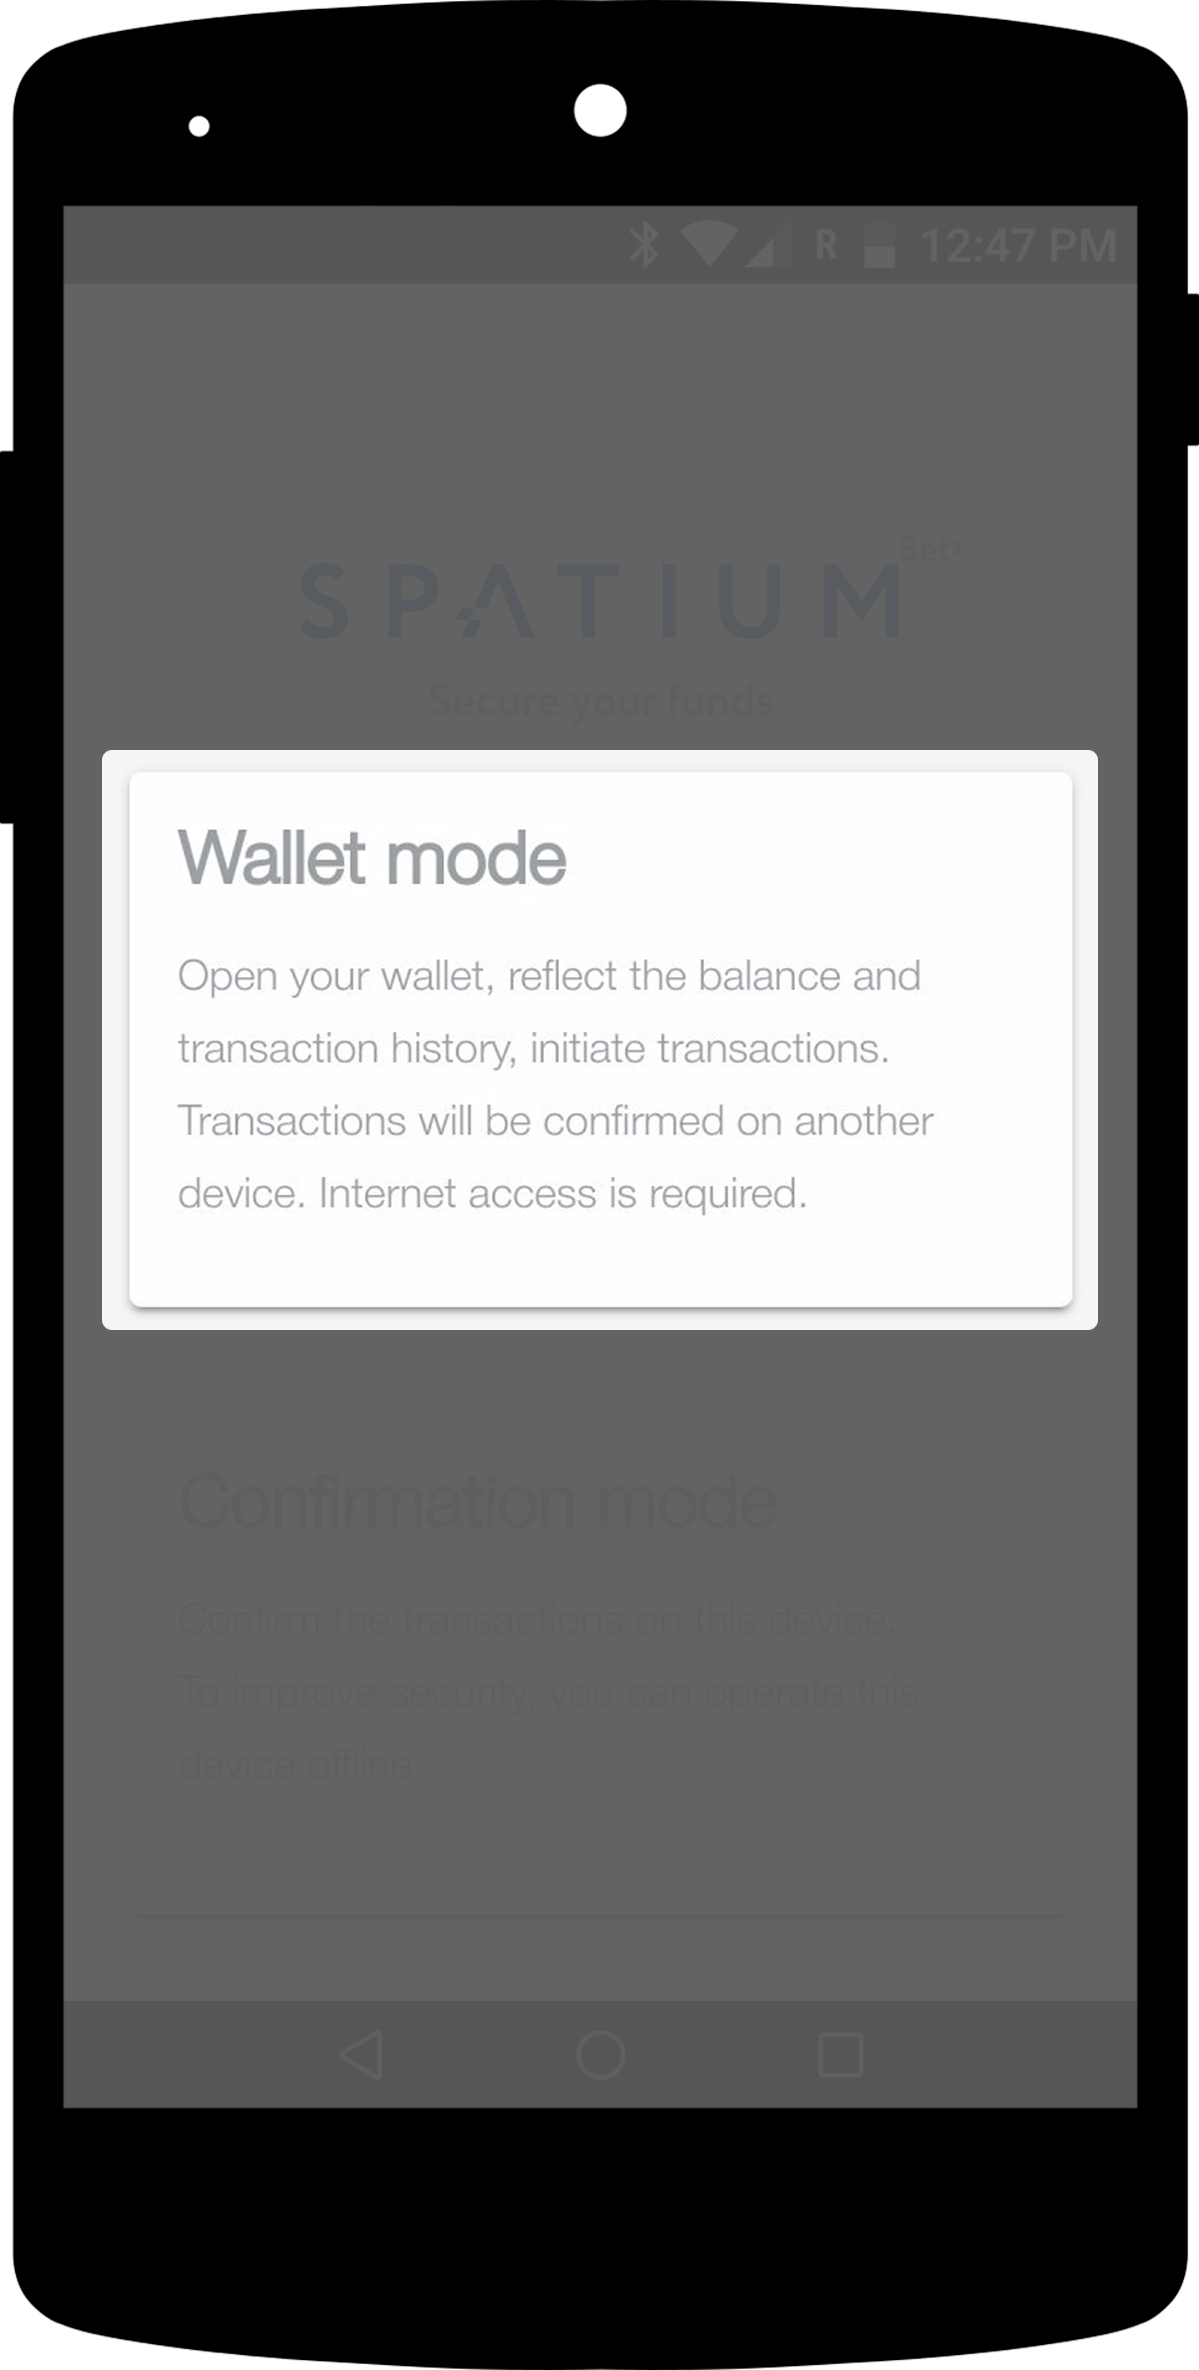 R 12:47 PM
Beta
SPATIUM
Secure your funds
Wallet mode
Open your wallet, reflect the balance and
transaction history, initiate transactions.
Transactions will be confirmed on another
device. Internet access is required.
Confirmation mode
Confirm the transactions on this device.
To improve security, you can operate this
device offline.